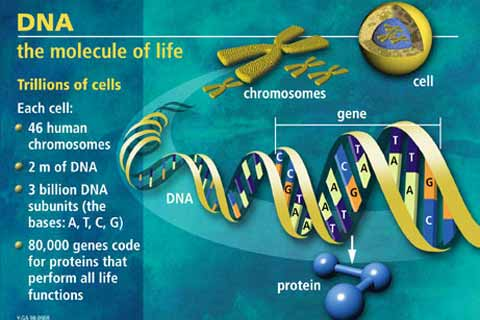 DNA
the molecule of life
Trillions of cells
Each cell:
46 human
chromosomes
2 m of DNA
3 billion DNA
subunits (the
bases: A, T, C, G)
80,000 genes code
for proteins that
perform all life
functions
chromosomes
cell
gene
DNA
protein